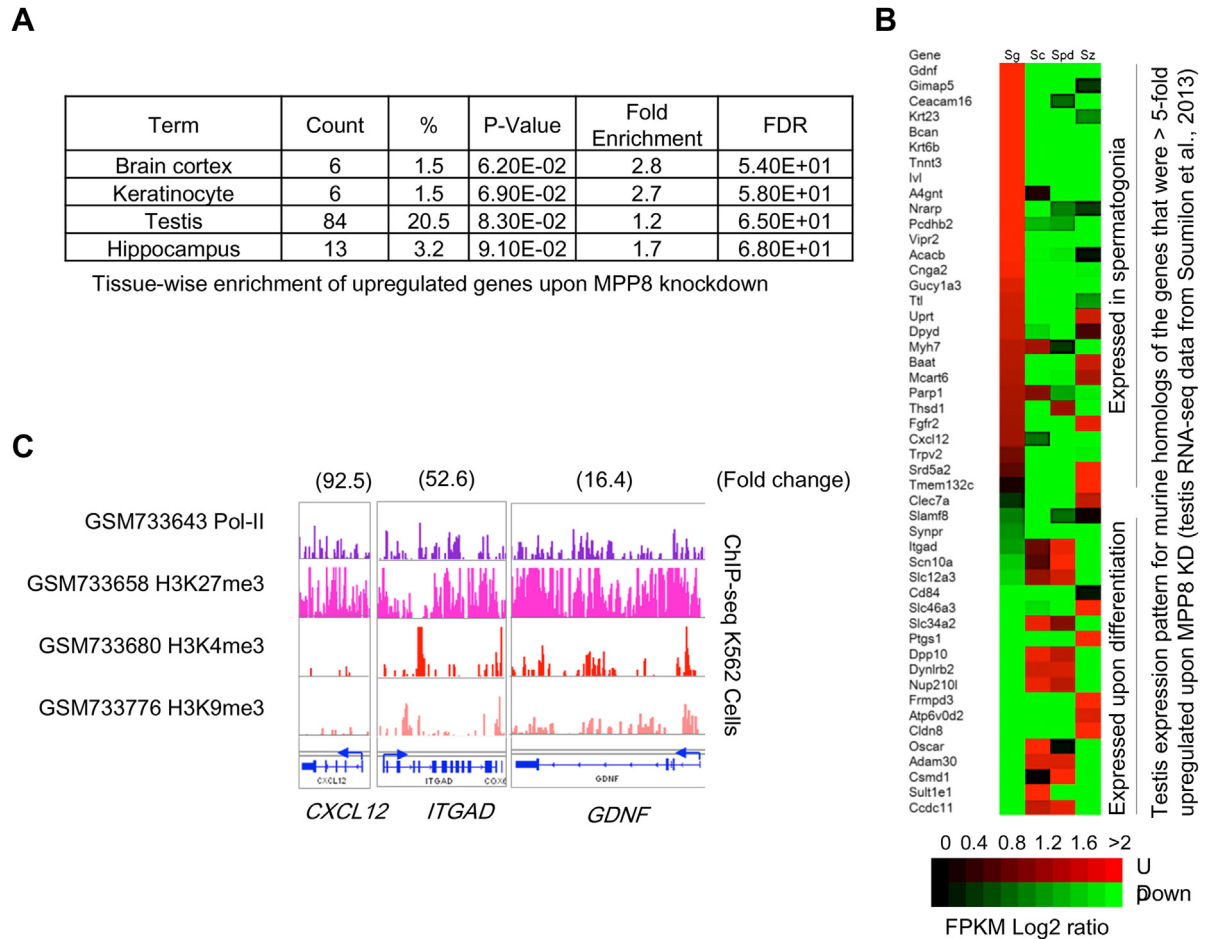 A
Term Count % P-Value Fold Enrichment FDR
Brain cortex 6 1.5 6.20E-02 2.8 5.40E+01
Keratinocyte 6 1.5 6.90E-02 2.7 5.80E+01
Testis 84 20.5 8.30E-02 1.2 6.50E+01
Hippocampus 13 3.2 9.10E-02 1.7 6.80E+01
Tissue-wise enrichment of upregulated genes upon MPP8 knockdown
B
Gene Sg Sc Spd Sz
Gdnf
Gimap5
Ceacam16
Krt23
Bcan
Krt6b
Tnnt3
Ivl
A4gnt
Nrarp
Pcdhb2
Vipr2
Acacb
Cnga2
Gucy1a3
Ttl
Uprt
Dpyd
Myh7
Baat
Mcart6
Parp1
Thsd1
Fgfr2
Cxcl12
Trpv2
Srd5a2
Tmem132c
Clec7a
Slamf8
Synpr
Itgad
Scn10a
Slc12a3
Cd84
Slc46a3
Slc34a2
Ptgs1
Dpp10
Dynlrb2
Nup210l
Frmpd3
Atp6v0d2
Cldn8
Oscar
Adam30
Csmd1
Sult1e1
Ccdc11
Expressed in spermatogonia
Expressed upon differentiation
Testis expression pattern for murine homologs of the genes that were > 5-fold
upregulated upon MPP8 KD (testis RNA-seq data from Soumilon et al., 2013)
0 0.4 0.8 1.2 1.6 >2
Up
Down
FPKM Log2 ratio
C
(92.5) (52.6) (16.4) (Fold change)
GSM733643 Pol-II
GSM733658 H3K27me3
GSM733680 H3K4me3
GSM733776 H3K9me3
ChIP-seq K562 Cells
CXCL12 ITGAD COX6 GDNF
CXCL12 ITGAD GDNF